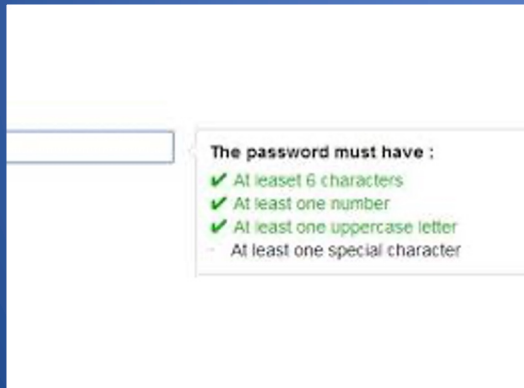 The password must have :
✔ At leaset 6 characters
✔ At least one number
✔ At least one uppercase letter
- At least one special character